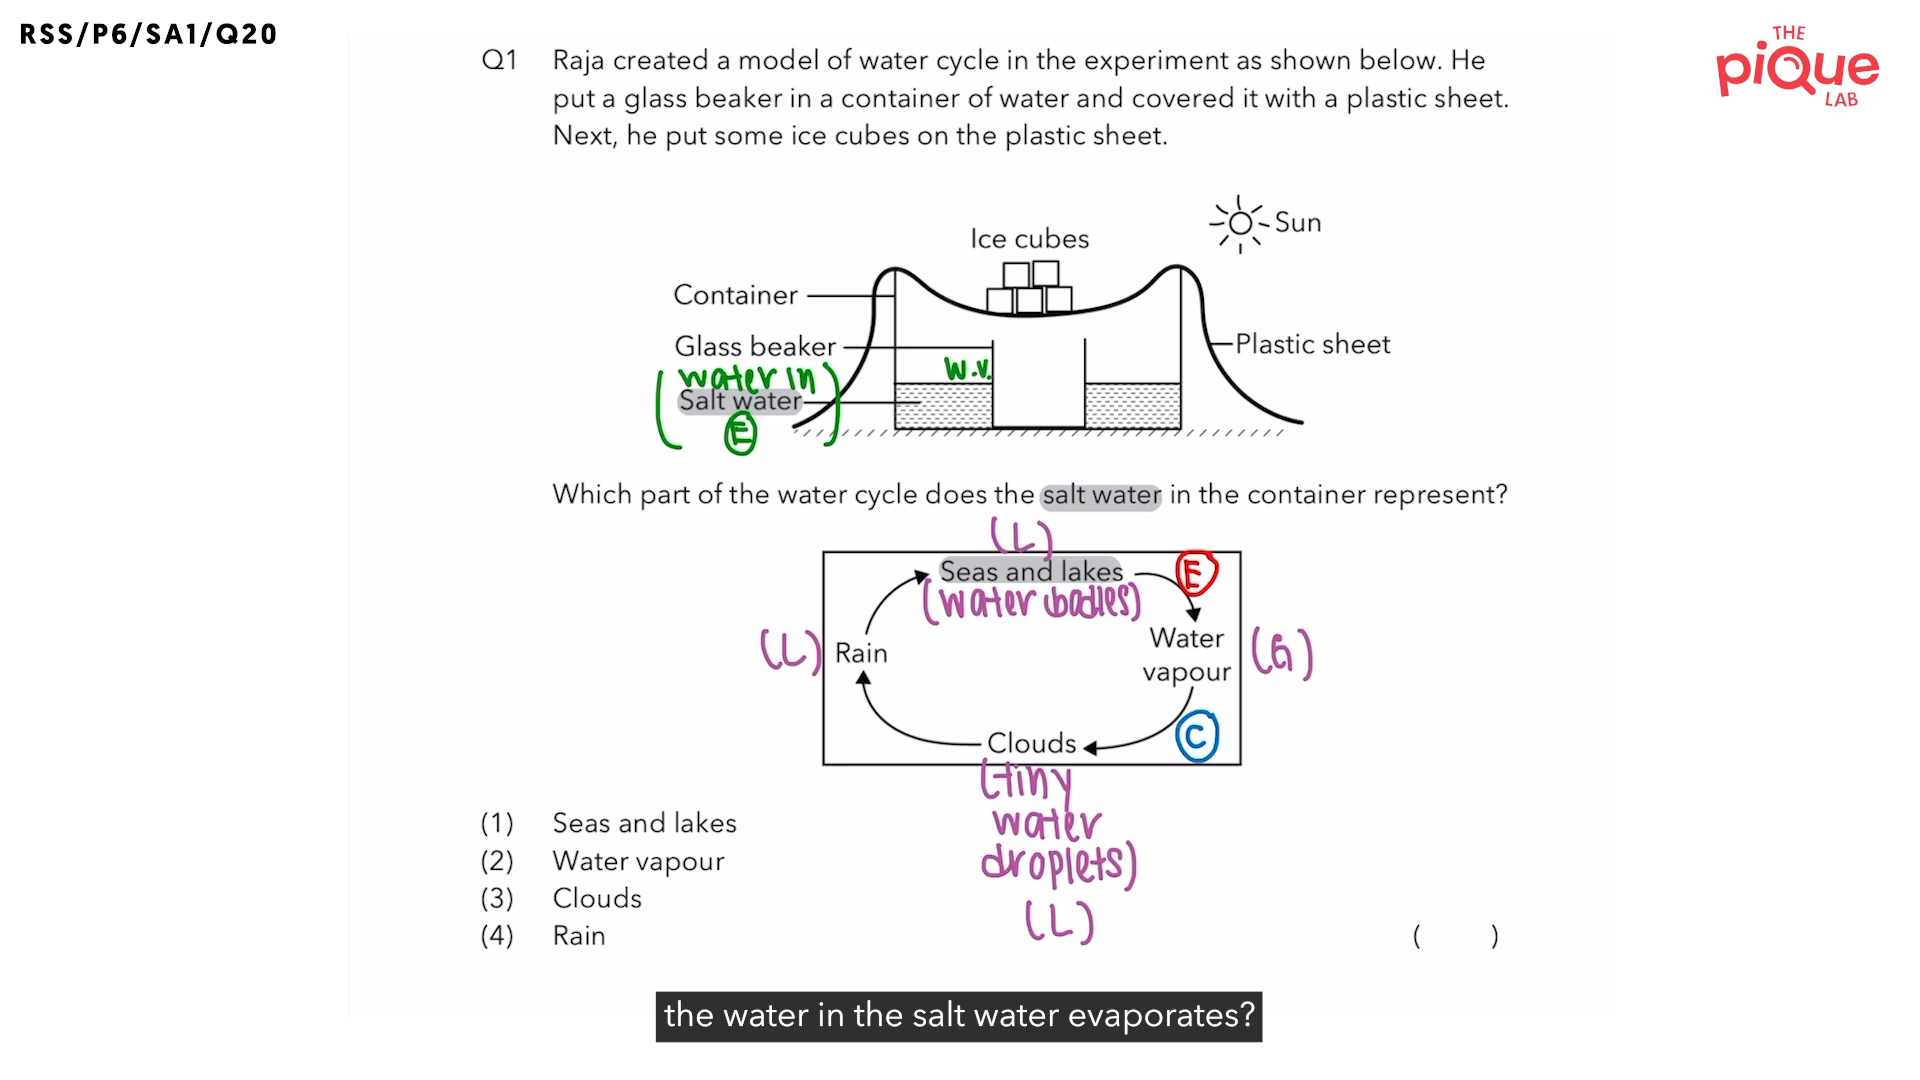 RSS/P6/SA1/Q20
THE
piQue
LAB
Q1 Raja created a model of water cycle in the experiment as shown below. He
put a glass beaker in a container of water and covered it with a plastic sheet.
Next, he put some ice cubes on the plastic sheet.
Sun
Ice cubes
Container
Glass beaker
Plastic sheet
W.V.
(water in
Salt water)
E
Which part of the water cycle does the salt water in the container represent?
(L)
Seas and lakes
E
(water bodies)
Water
vapour
(G)
(L)
Rain
C
Clouds
(tiny
water
droplets)
(L)
(1) Seas and lakes
(2) Water vapour
(3) Clouds
(4) Rain
( )
the water in the salt water evaporates?